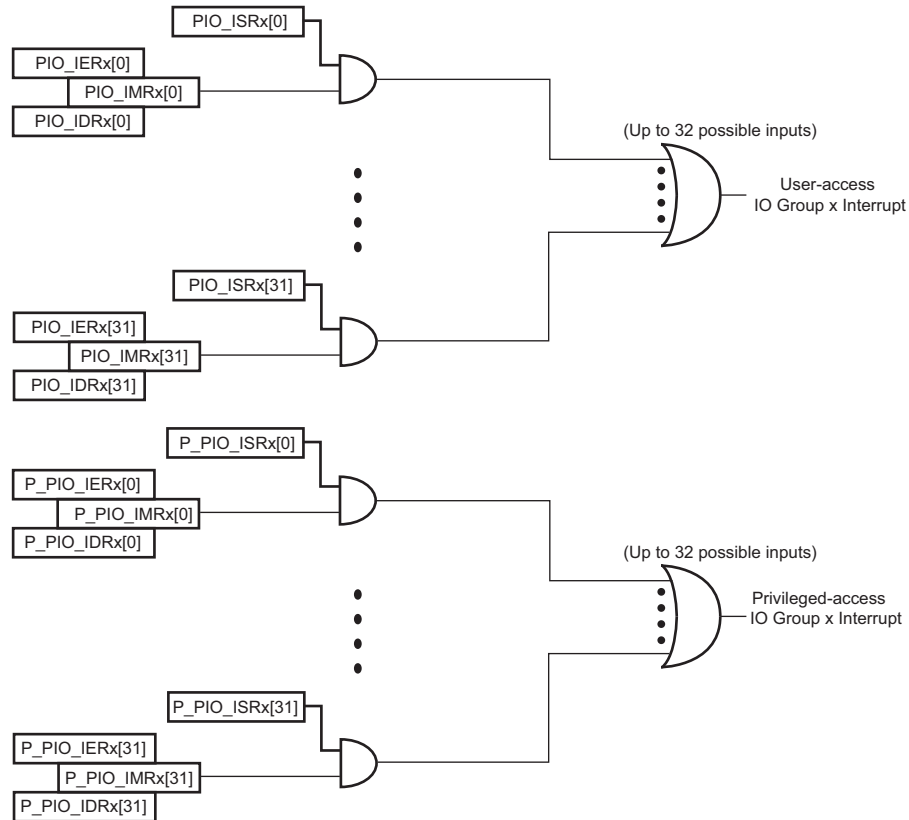 PIO_ISRx[0]
PIO_IERx[0]
PIO_IMRx[0]
PIO_IDRx[0]
(Up to 32 possible inputs)
User-access
IO Group x Interrupt
PIO_ISRx[31]
PIO_IERx[31]
PIO_IMRx[31]
PIO_IDRx[31]
P_PIO_ISRx[0]
P_PIO_IERx[0]
P_PIO_IMRx[0]
P_PIO_IDRx[0]
(Up to 32 possible inputs)
Privileged-access
IO Group x Interrupt
P_PIO_ISRx[31]
P_PIO_IERx[31]
P_PIO_IMRx[31]
P_PIO_IDRx[31]